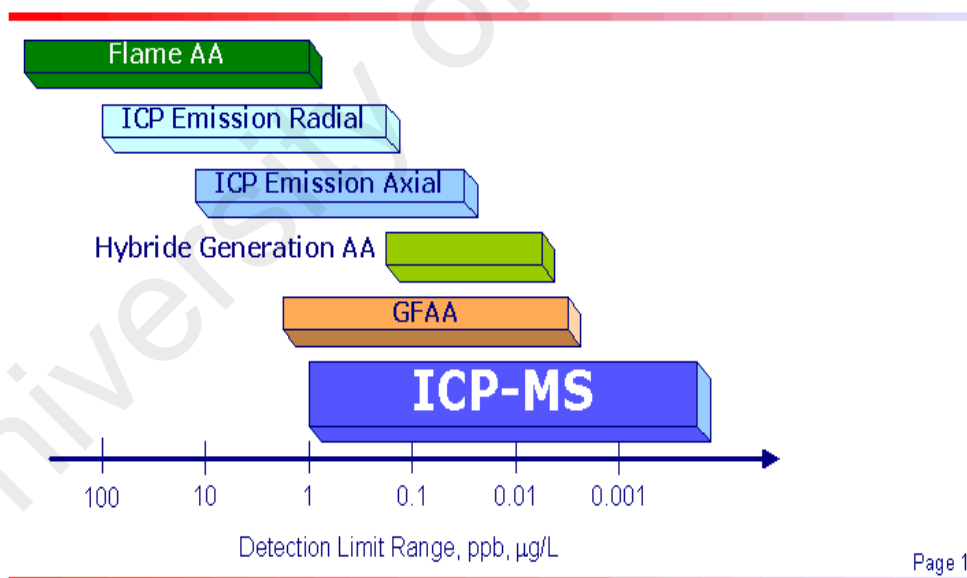 Flame AA
ICP Emission Radial
ICP Emission Axial
Hybride Generation AA
GFAA
ICP-MS
100 10 1 0.1 0.01 0.001
Detection Limit Range, ppb, µg/L
Page 1
niversity o